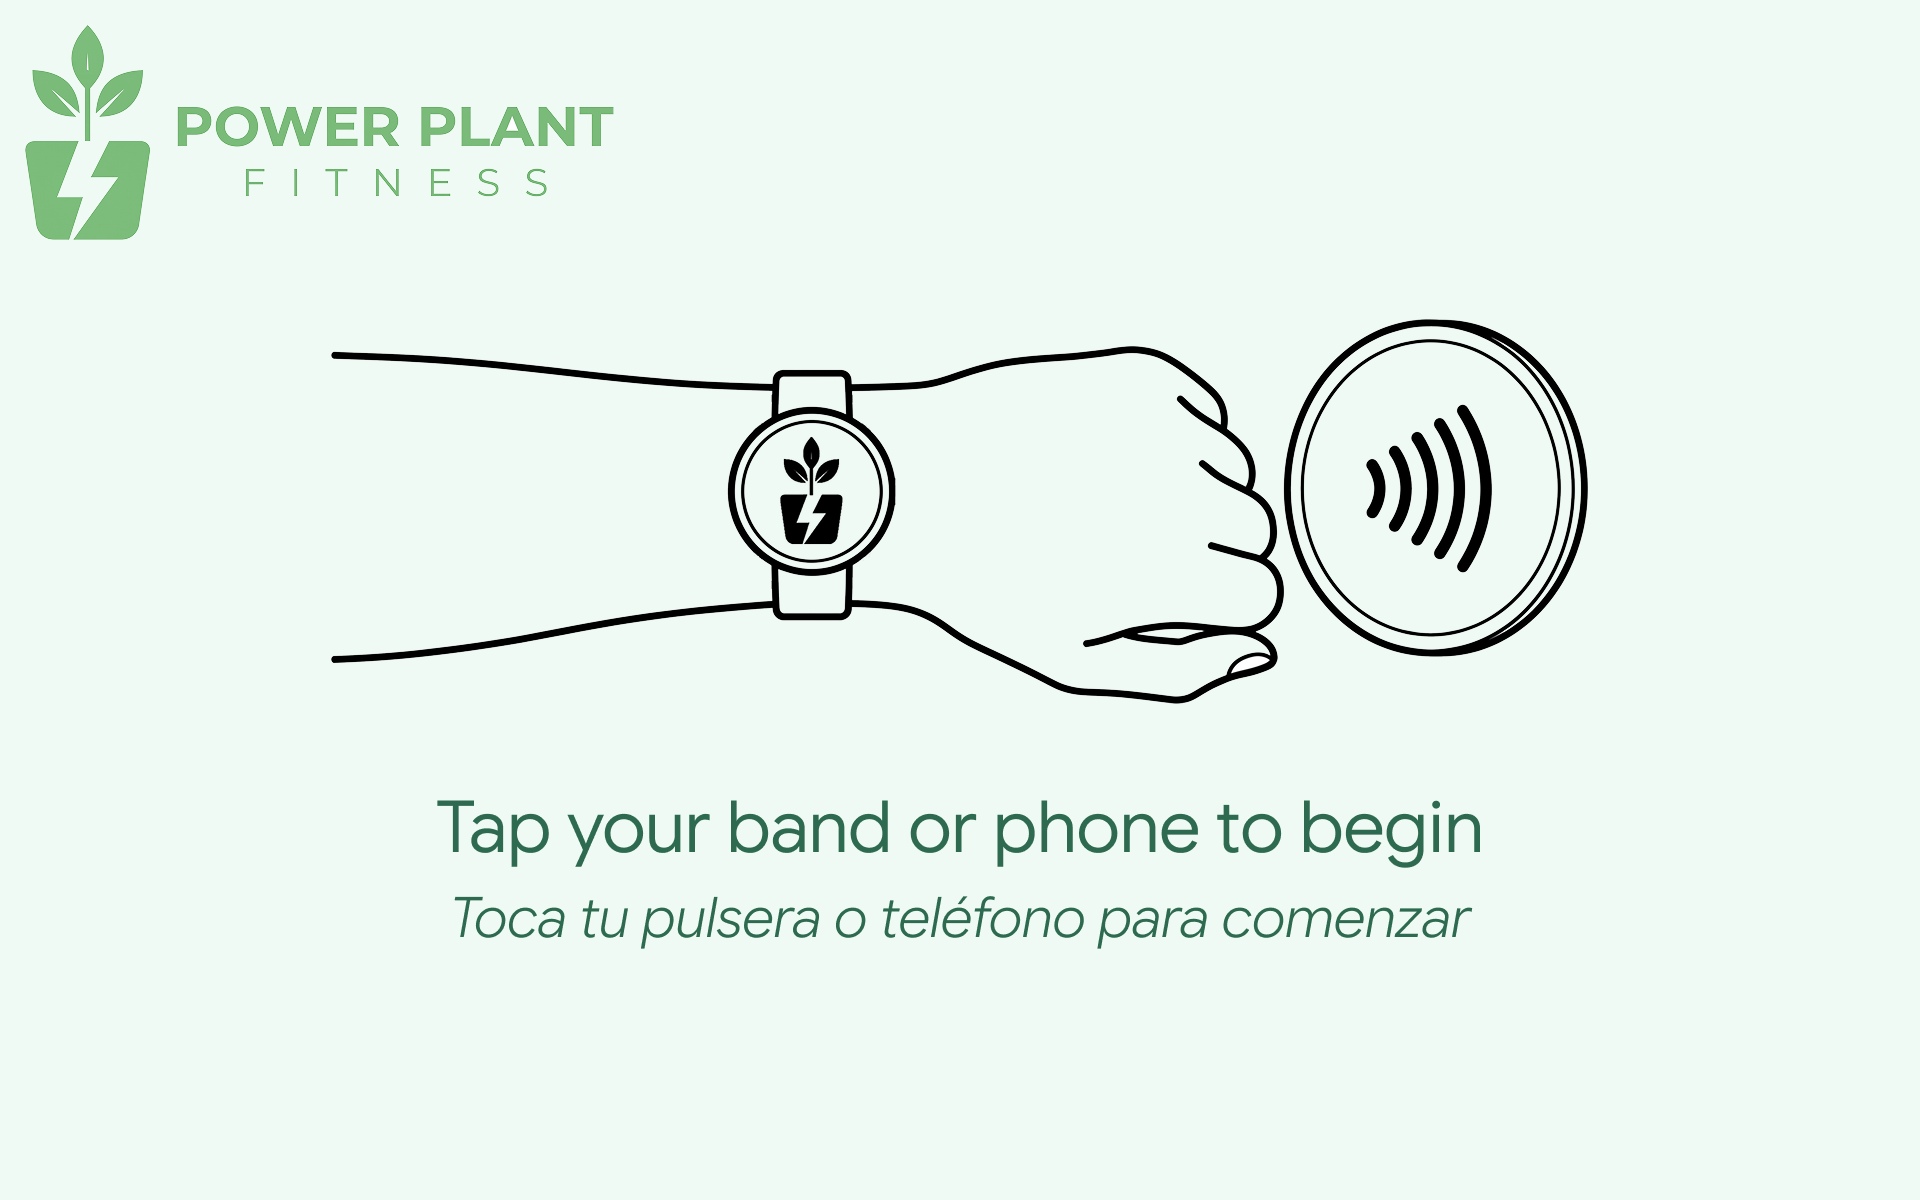 POWER PLANT
FITNESS
Tap your band or phone to begin
Toca tu pulsera o teléfono para comenzar